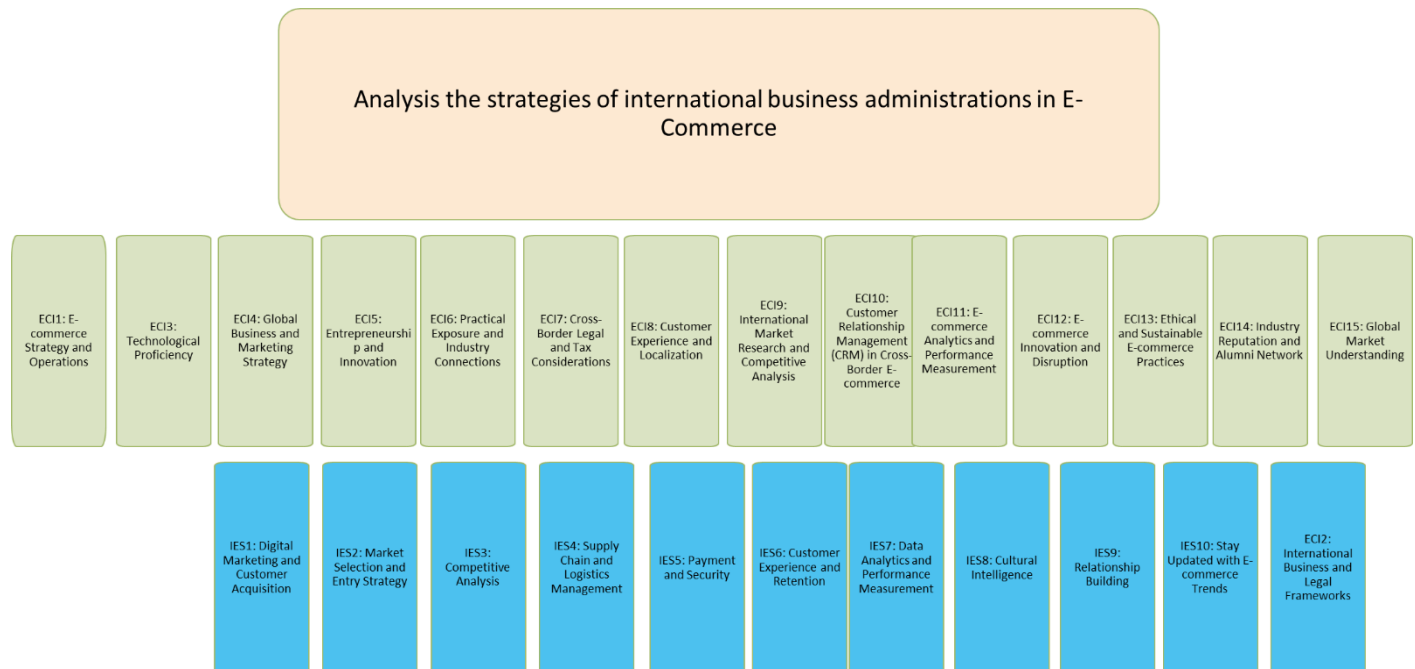 Analysis the strategies of international business administrations in E-
Commerce
ECI1: E-
commerce
Strategy and
Operations
ECI3:
Technological
Proficiency
ECI4: Global
Business and
Marketing
Strategy
ECI5:
Entrepreneurshi
p and
Innovation
ECI6: Practical
Exposure and
Industry
Connections
ECI7: Cross-
Border Legal
and Tax
Considerations
ECI8: Customer
Experience and
Localization
ECI9:
International
Market
Research and
Competitive
Analysis
ECI10:
Customer
Relationship
Management
(CRM) in Cross-
Border E-
commerce
ECI11: E-
commerce
Analytics and
Performance
Measurement
ECI12: E-
commerce
Innovation and
Disruption
ECI13: Ethical
and Sustainable
E-commerce
Practices
ECI14: Industry
Reputation and
Alumni Network
ECI15: Global
Market
Understanding
IES1: Digital
Marketing and
Customer
Acquisition
IES2: Market
Selection and
Entry Strategy
IES3:
Competitive
Analysis
IES4: Supply
Chain and
Logistics
Management
IES5: Payment
and Security
IES6: Customer
Experience and
Retention
IES7: Data
Analytics and
Performance
Measurement
IES8: Cultural
Intelligence
IES9:
Relationship
Building
IES10: Stay
Updated with E-
commerce
Trends
ECI2:
International
Business and
Legal
Frameworks